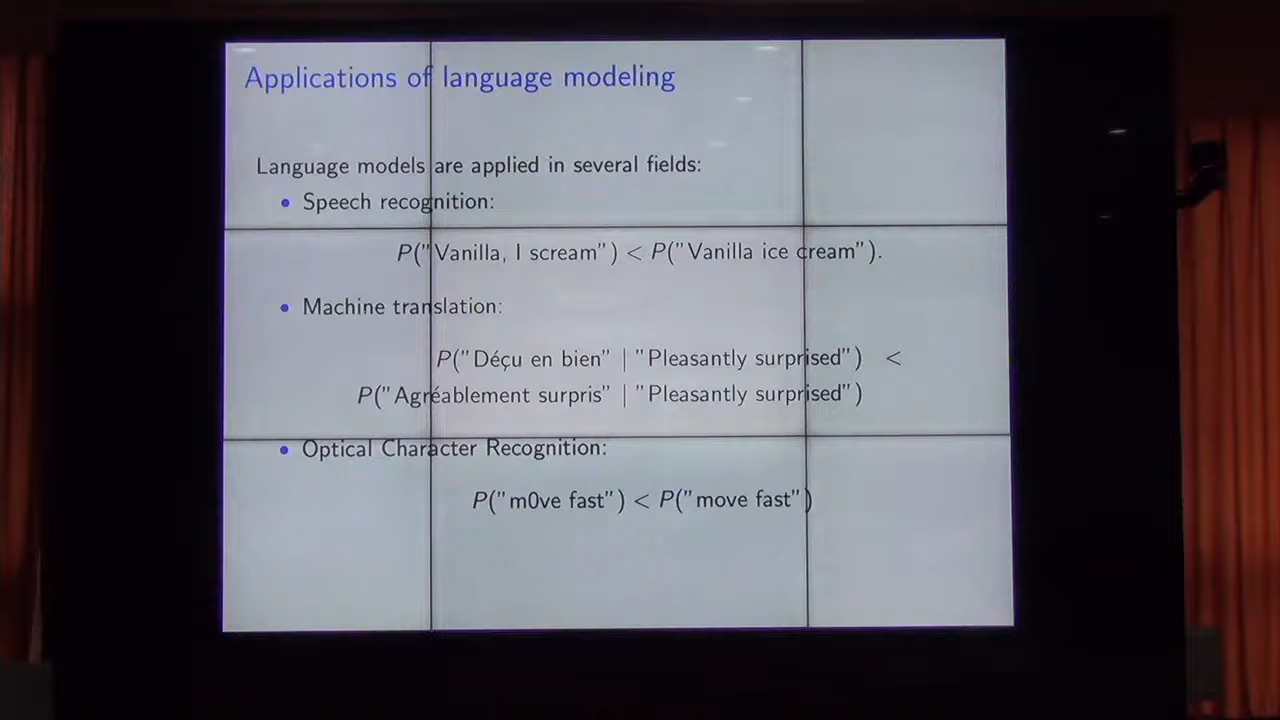 Applications of language modeling
Language models are applied in several fields:
• Speech recognition:
P("Vanilla, I scream") < P("Vanilla ice cream").
• Machine translation:
P("Déçu en bien" | "Pleasantly surprised") <
P("Agréablement surpris" | "Pleasantly surprised")
• Optical Character Recognition:
P("m0ve fast") < P("move fast")